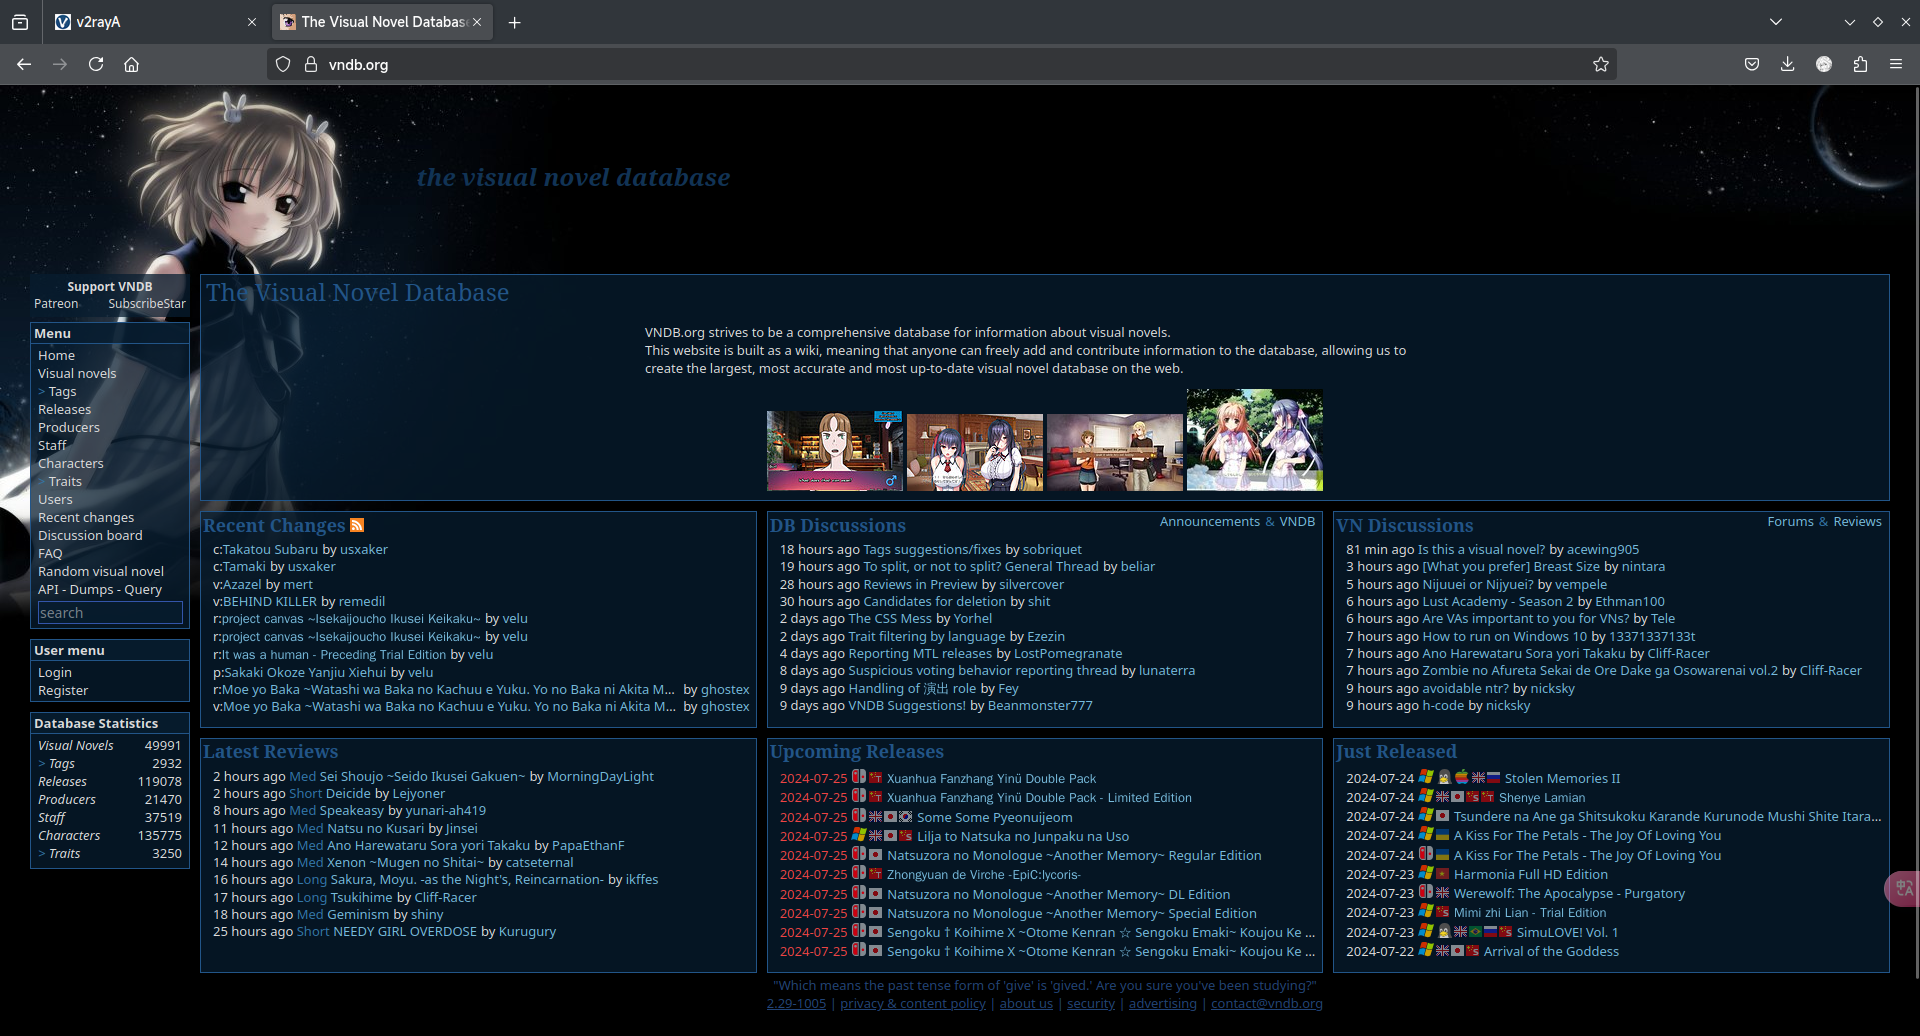 v2rayA
The Visual Novel Databas
vndb.org
the visual novel database
Support VNDB
Patreon SubscribeStar
Menu
Home
Visual novels
> Tags
Releases
Producers
Staff
Characters
> Traits
Users
Recent changes
Discussion board
FAQ
Random visual novel
API - Dumps - Query
search
User menu
Login
Register
Database Statistics
Visual Novels 49991
> Tags 2932
Releases 119078
Producers 21470
Staff 37519
Characters 135775
> Traits 3250
The Visual Novel Database
VNDB.org strives to be a comprehensive database for information about visual novels.
This website is built as a wiki, meaning that anyone can freely add and contribute information to the database, allowing us to
create the largest, most accurate and most up-to-date visual novel database on the web.
Recent Changes
c:Takatou Subaru by usxaker
c:Tamaki by usxaker
v:Azazel by mert
v:BEHIND KILLER by remedil
r:project canvas ~Isekaijoucho Ikusei Keikaku~ by velu
r:project canvas ~Isekaijoucho Ikusei Keikaku~ by velu
r:It was a human - Preceding Trial Edition by velu
p:Sakaki Okoze Yanjiu Xiehui by velu
r:Moe yo Baka ~Watashi wa Baka no Kachuu e Yuku. Yo no Baka ni Akita M... by ghostex
v:Moe yo Baka ~Watashi wa Baka no Kachuu e Yuku. Yo no Baka ni Akita M... by ghostex
DB Discussions
Announcements & VNDB
18 hours ago Tags suggestions/fixes by sobriquet
19 hours ago To split, or not to split? General Thread by beliar
28 hours ago Reviews in Preview by silvercover
30 hours ago Candidates for deletion by shit
2 days ago The CSS Mess by Yorhel
2 days ago Trait filtering by language by Ezezin
4 days ago Reporting MTL releases by LostPomegranate
8 days ago Suspicious voting behavior reporting thread by lunaterra
9 days ago Handling of 演出 role by Fey
9 days ago VNDB Suggestions! by Beanmonster777
VN Discussions
Forums & Reviews
81 min ago Is this a visual novel? by acewing905
3 hours ago [What you prefer] Breast Size by nintara
5 hours ago Nijuuei or Nijyuei? by vempele
6 hours ago Lust Academy - Season 2 by Ethman100
6 hours ago Are VAs important to you for VNs? by Tele
7 hours ago How to run on Windows 10 by 13371337133t
7 hours ago Ano Harewataru Sora yori Takaku by Cliff-Racer
7 hours ago Zombie no Afureta Sekai de Ore Dake ga Osowarenai vol.2 by Cliff-Racer
9 hours ago avoidable ntr? by nicksky
9 hours ago h-code by nicksky
Latest Reviews
2 hours ago Med Sei Shoujo ~Seido Ikusei Gakuen~ by MorningDayLight
2 hours ago Short Deicide by Lejyoner
8 hours ago Med Speakeasy by yunari-ah419
11 hours ago Med Natsu no Kusari by Jinsei
12 hours ago Med Ano Harewataru Sora yori Takaku by PapaEthanF
14 hours ago Med Xenon ~Mugen no Shitai~ by catseternal
16 hours ago Long Sakura, Moyu. -as the Night's, Reincarnation- by ikffes
17 hours ago Long Tsukihime by Cliff-Racer
18 hours ago Med Geminism by shiny
25 hours ago Short NEEDY GIRL OVERDOSE by Kurugury
Upcoming Releases
2024-07-25 Xuanhua Fanzhang Yinü Double Pack
2024-07-25 Xuanhua Fanzhang Yinü Double Pack - Limited Edition
2024-07-25 Some Some Pyeonuijeom
2024-07-25 Lilja to Natsuka no Junpaku na Uso
2024-07-25 Natsuzora no Monologue ~Another Memory~ Regular Edition
2024-07-25 Zhongyuan de Virche -EpiC:lycoris-
2024-07-25 Natsuzora no Monologue ~Another Memory~ DL Edition
2024-07-25 Natsuzora no Monologue ~Another Memory~ Special Edition
2024-07-25 Sengoku † Koihime X ~Otome Kenran ☆ Sengoku Emaki~ Koujou Ke ...
2024-07-25 Sengoku † Koihime X ~Otome Kenran ☆ Sengoku Emaki~ Koujou Ke ...
Just Released
2024-07-24 Stolen Memories II
2024-07-24 Shenye Lamian
2024-07-24 Tsundere na Ane ga Shitsukoku Karande Kurunode Mushi Shite Itara...
2024-07-24 A Kiss For The Petals - The Joy Of Loving You
2024-07-24 A Kiss For The Petals - The Joy Of Loving You
2024-07-23 Harmonia Full HD Edition
2024-07-23 Werewolf: The Apocalypse - Purgatory
2024-07-23 Mimi zhi Lian - Trial Edition
2024-07-23 SimuLOVE! Vol. 1
2024-07-22 Arrival of the Goddess
"Which means the past tense form of 'give' is 'gived.' Are you sure you've been studying?"
2.29-1005 | privacy & content policy | about us | security | advertising | contact@vndb.org